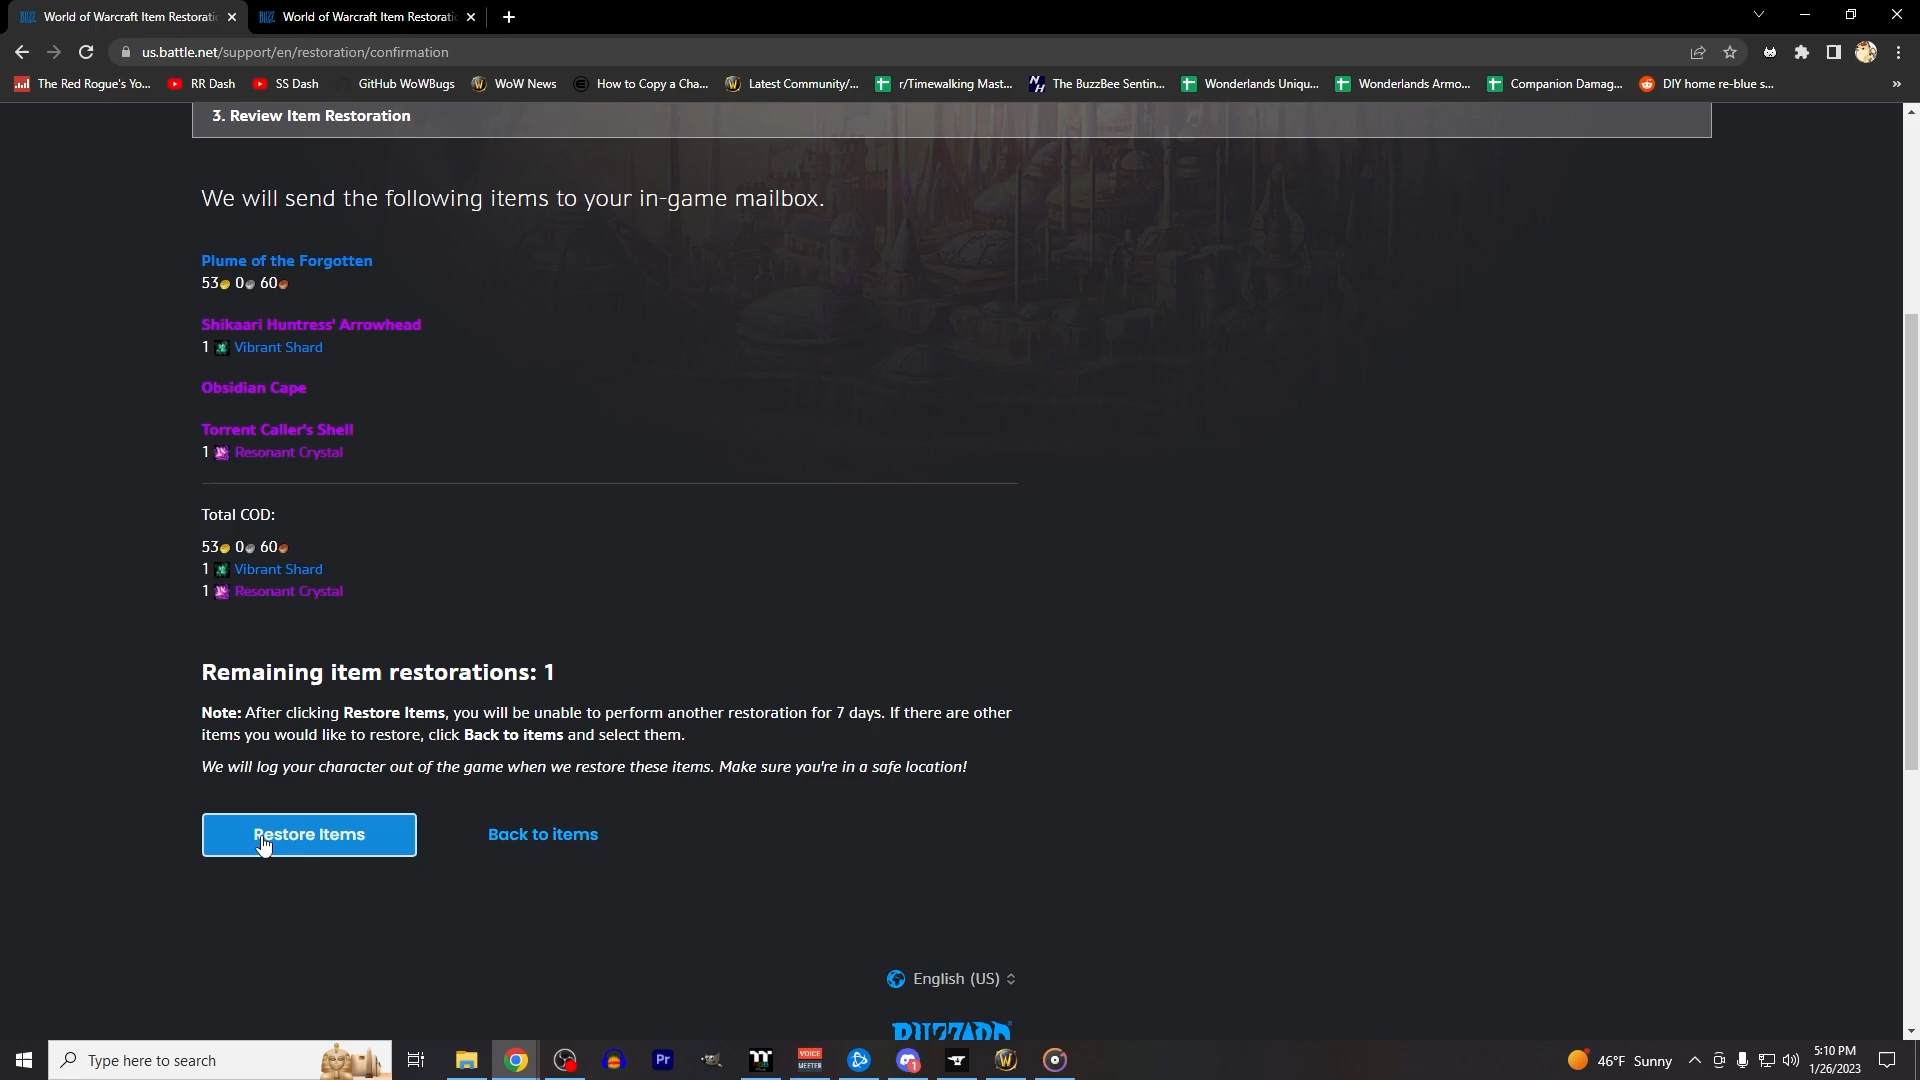 World of Warcraft Item Restoratic
World of Warcraft Item Restoratic
us.battle.net/support/en/restoration/confirmation
The Red Rogue's Yo...
RR Dash
SS Dash
GitHub WoWBugs
WoW News
How to Copy a Cha...
Latest Community/...
r/Timewalking Mast...
The BuzzBee Sentin...
Wonderlands Uniqu...
Wonderlands Armo...
Companion Damag...
DIY home re-blue s...
3. Review Item Restoration
We will send the following items to your in-game mailbox.
Plume of the Forgotten
53 0 60
Shikaari Huntress' Arrowhead
1 Vibrant Shard
Obsidian Cape
Torrent Caller's Shell
1 Resonant Crystal
Total COD:
53 0 60
1 Vibrant Shard
1 Resonant Crystal
Remaining item restorations: 1
Note: After clicking Restore Items, you will be unable to perform another restoration for 7 days. If there are other
items you would like to restore, click Back to items and select them.
We will log your character out of the game when we restore these items. Make sure you're in a safe location!
Restore Items
Back to items
English (US)
BLIZZARD
Type here to search
Pr
VOICE
MEETER
1
46°F Sunny
5:10 PM
1/26/2023